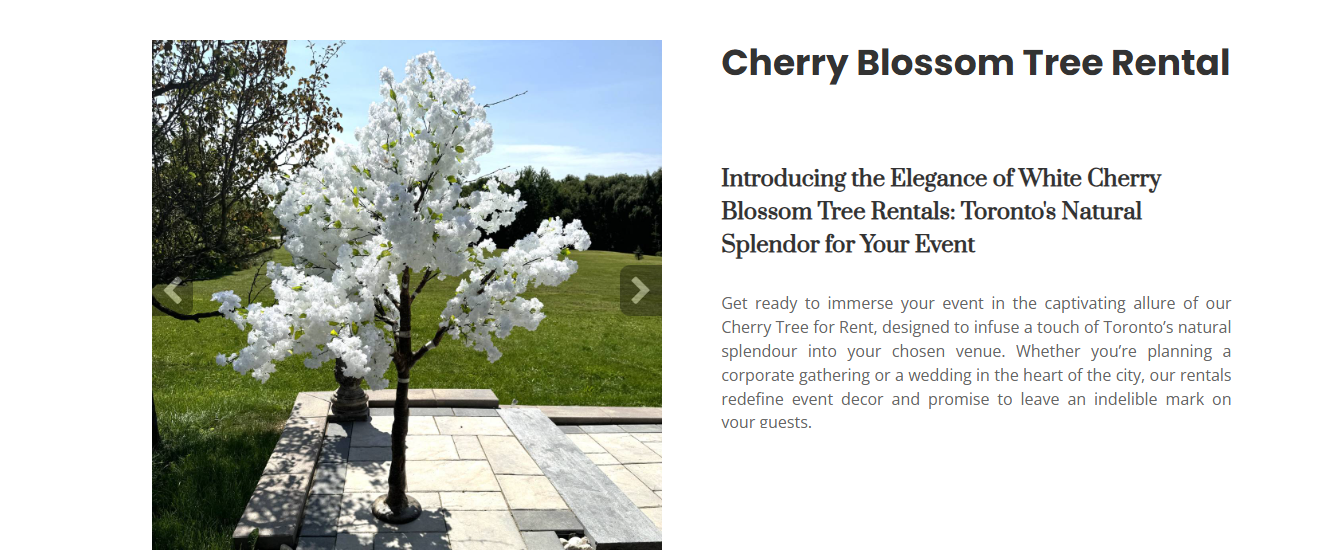 Cherry Blossom Tree Rental
Introducing the Elegance of White Cherry
Blossom Tree Rentals: Toronto's Natural
Splendor for Your Event
Get ready to immerse your event in the captivating allure of our
Cherry Tree for Rent, designed to infuse a touch of Toronto’s natural
splendour into your chosen venue. Whether you’re planning a
corporate gathering or a wedding in the heart of the city, our rentals
redefine event decor and promise to leave an indelible mark on
your guests.